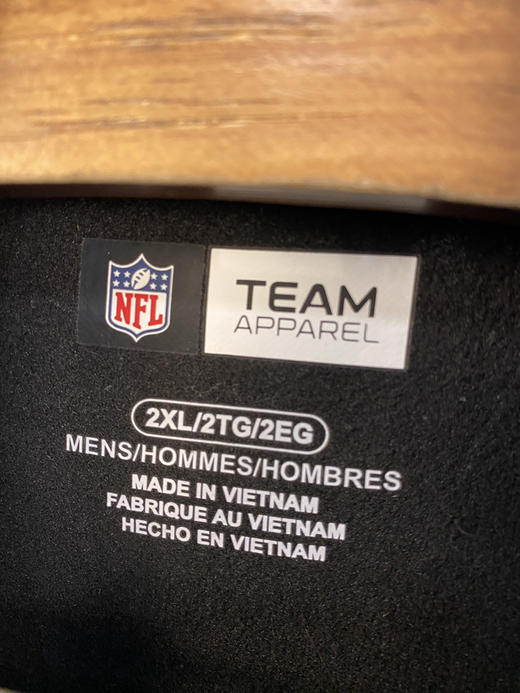 NFL
TEAM
APPAREL
2XL/2TG/2EG
MENS/HOMMES/HOMBRES
MADE IN VIETNAM
FABRIQUE AU VIETNAM
HECHO EN VIETNAM